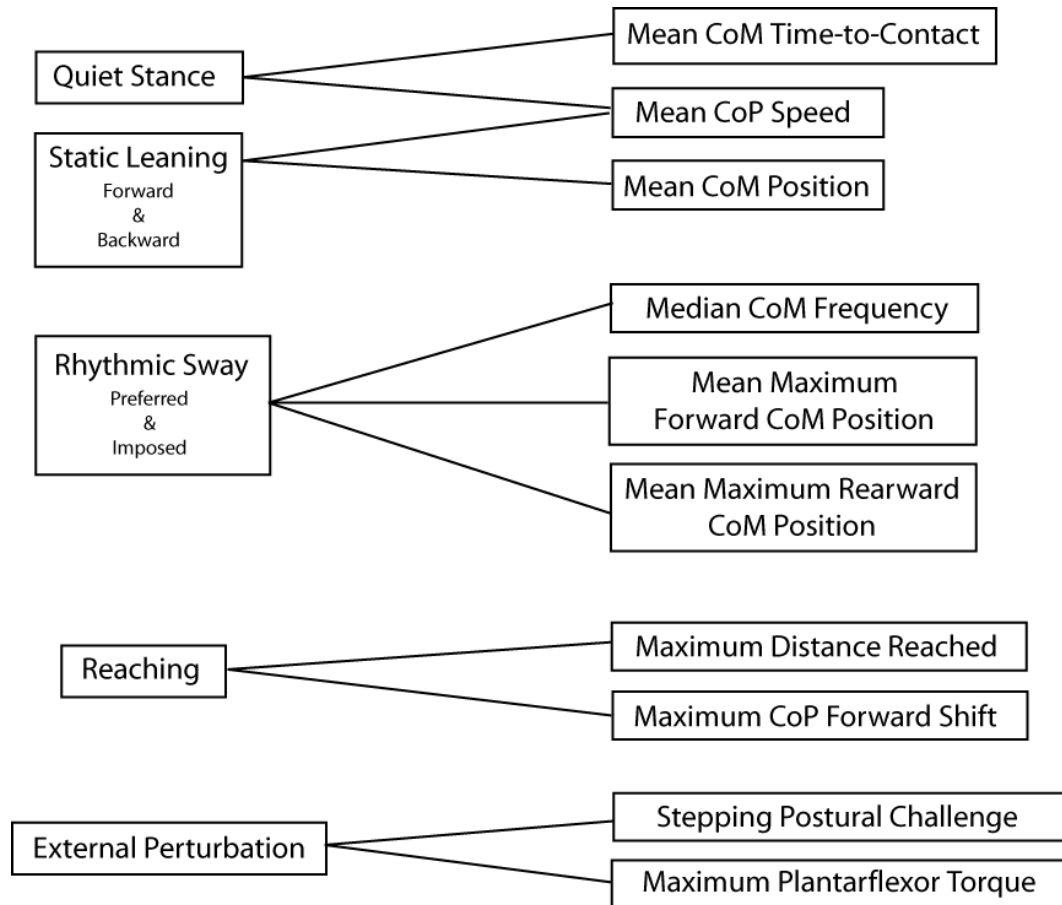 Mean CoM Time-to-Contact
Quiet Stance
Mean CoP Speed
Static Leaning
Forward
&
Backward
Mean CoM Position
Median CoM Frequency
Rhythmic Sway
Preferred
&
Imposed
Mean Maximum
Forward CoM Position
Mean Maximum Rearward
CoM Position
Reaching
Maximum Distance Reached
Maximum CoP Forward Shift
External Perturbation
Stepping Postural Challenge
Maximum Plantarflexor Torque